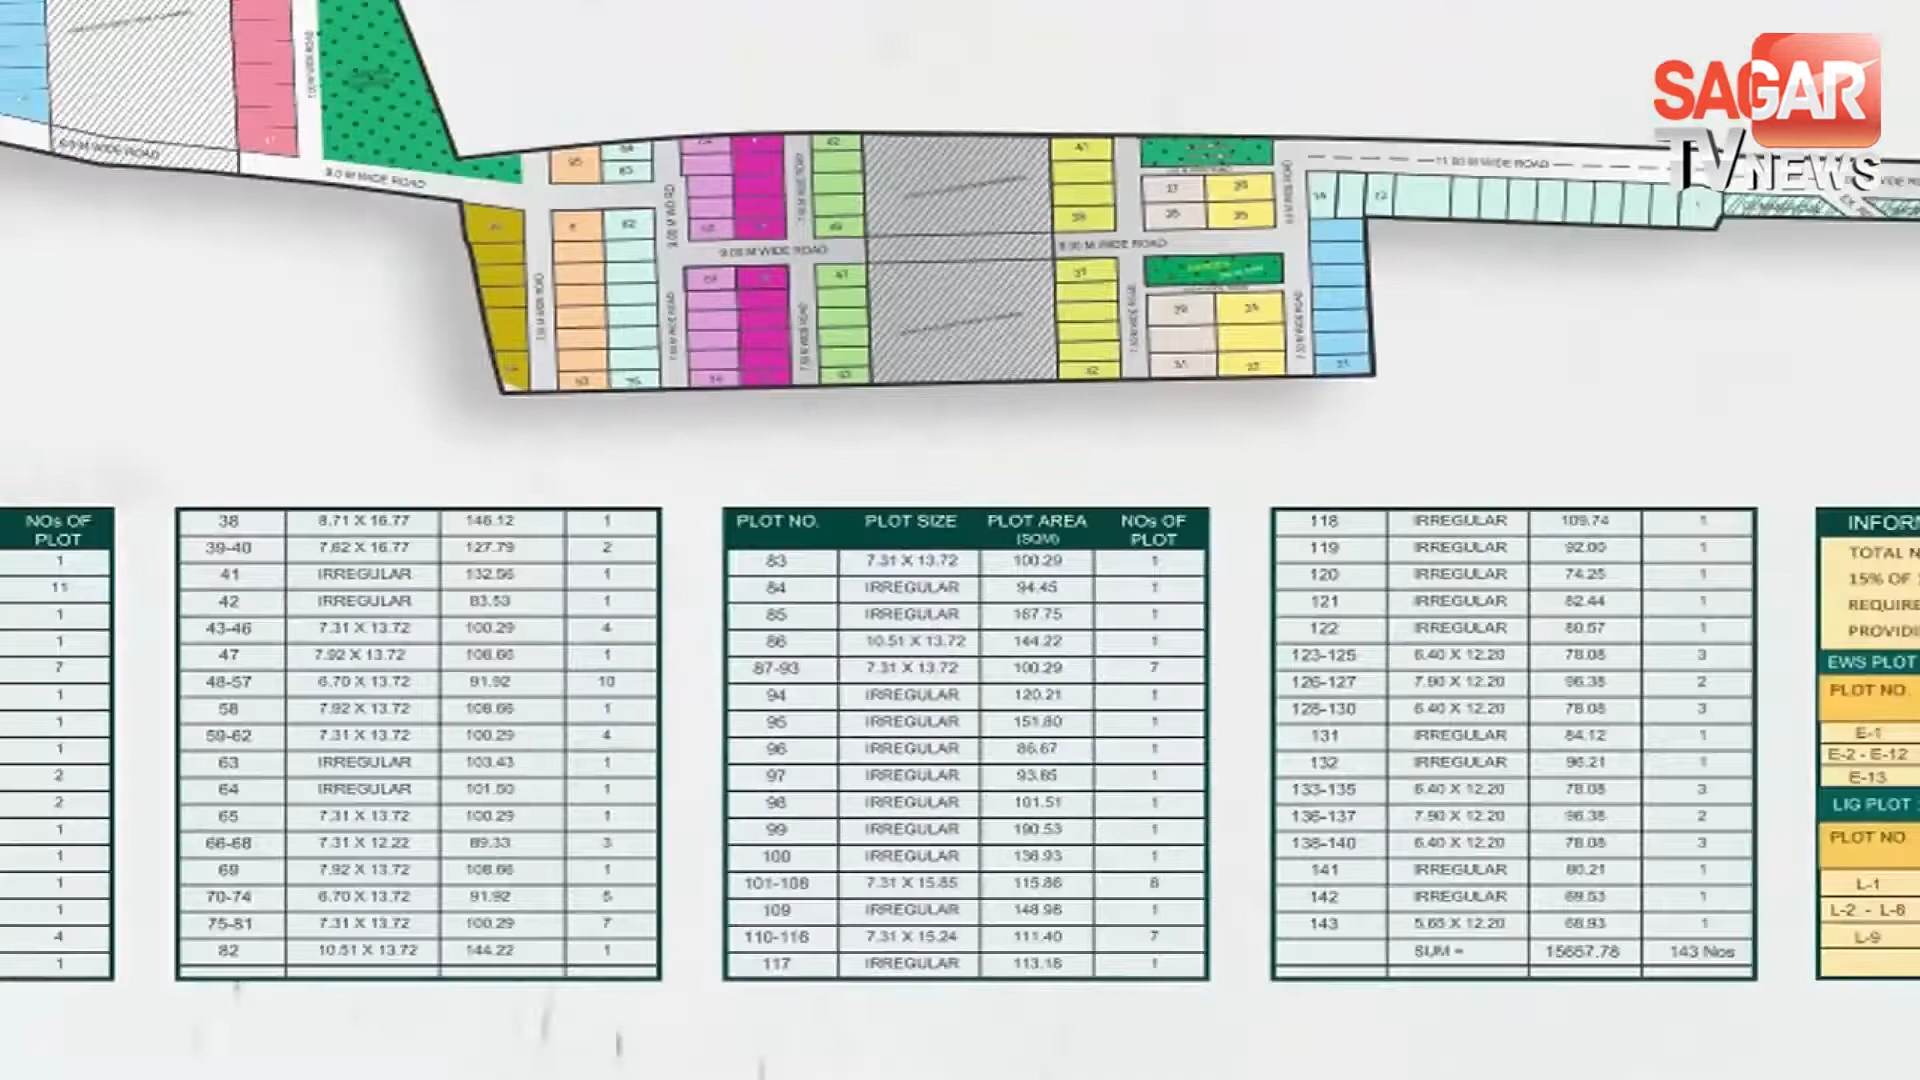 SAGAR
TV NEWS
6.0 M WIDE ROAD
9.0 M WIDE ROAD
9.00 M WIDE ROAD
9.00 M WIDE ROAD
NOs OF
PLOT
1
11
1
1
7
1
1
1
2
2
1
1
1
1
4
1
38 8.71 X 16.77 146.12 1
39-40 7.62 X 16.77 127.79 2
41 IRREGULAR 132.56 1
42 IRREGULAR 83.53 1
43-46 7.31 X 13.72 100.29 4
47 7.92 X 13.72 108.66 1
48-57 6.70 X 13.72 91.92 10
58 7.92 X 13.72 108.66 1
59-62 7.31 X 13.72 100.29 4
63 IRREGULAR 103.43 1
64 IRREGULAR 101.50 1
65 7.31 X 13.72 100.29 1
66-68 7.31 X 12.22 89.33 3
69 7.92 X 13.72 108.66 1
70-74 6.70 X 13.72 91.92 5
75-81 7.31 X 13.72 100.29 7
82 10.51 X 13.72 144.22 1
PLOT NO. PLOT SIZE PLOT AREA (SQM) NOs OF PLOT
83 7.31 X 13.72 100.29 1
84 IRREGULAR 94.45 1
85 IRREGULAR 167.75 1
86 10.51 X 13.72 144.22 1
87-93 7.31 X 13.72 100.29 7
94 IRREGULAR 120.21 1
95 IRREGULAR 151.80 1
96 IRREGULAR 86.67 1
97 IRREGULAR 93.85 1
98 IRREGULAR 101.51 1
99 IRREGULAR 190.53 1
100 IRREGULAR 136.93 1
101-108 7.31 X 15.85 115.86 8
109 IRREGULAR 148.98 1
110-116 7.31 X 15.24 111.40 7
117 IRREGULAR 113.18 1
118 IRREGULAR 109.74 1
119 IRREGULAR 92.00 1
120 IRREGULAR 74.25 1
121 IRREGULAR 82.44 1
122 IRREGULAR 80.57 1
123-125 6.40 X 12.20 78.08 3
126-127 7.90 X 12.20 96.38 2
128-130 6.40 X 12.20 78.08 3
131 IRREGULAR 84.12 1
132 IRREGULAR 96.21 1
133-135 6.40 X 12.20 78.08 3
136-137 7.90 X 12.20 96.38 2
138-140 6.40 X 12.20 78.08 3
141 IRREGULAR 80.21 1
142 IRREGULAR 69.53 1
143 5.65 X 12.20 68.93 1
SUM = 15657.78 143 Nos
INFORM
TOTAL N
15% OF
REQUIRE
PROVIDI
EWS PLOT
PLOT NO.
E-1
E-2 - E-12
E-13
LIG PLOT
PLOT NO.
L-1
L-2 - L-8
L-9